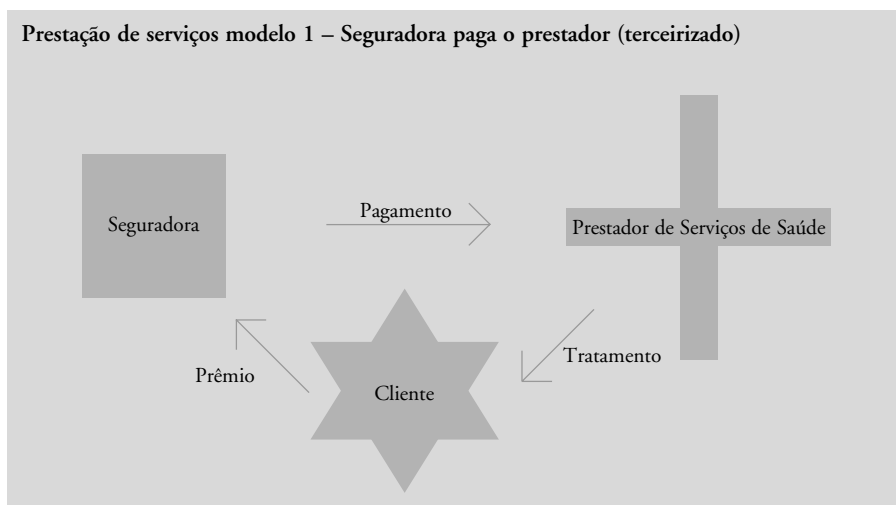 Prestação de serviços modelo 1 – Seguradora paga o prestador (terceirizado)
Seguradora
Pagamento
Prestador de Serviços de Saúde
Prêmio
Cliente
Tratamento